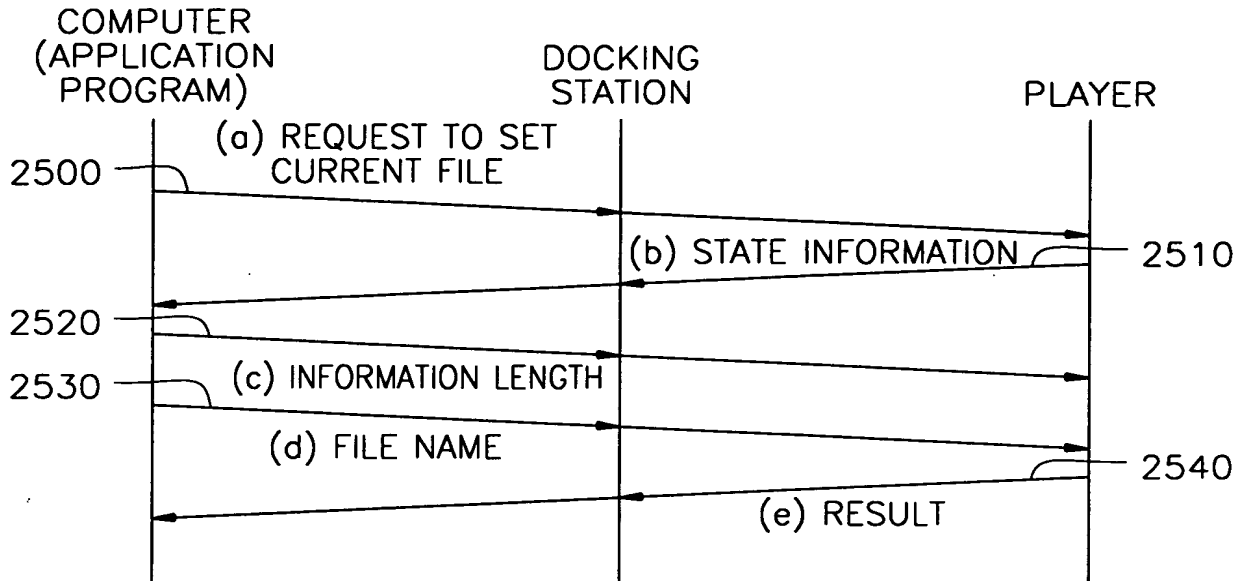 COMPUTER
(APPLICATION
PROGRAM)
DOCKING
STATION
PLAYER
(a) REQUEST TO SET
CURRENT FILE
2500
(b) STATE INFORMATION
2510
2520
(c) INFORMATION LENGTH
2530
(d) FILE NAME
2540
(e) RESULT